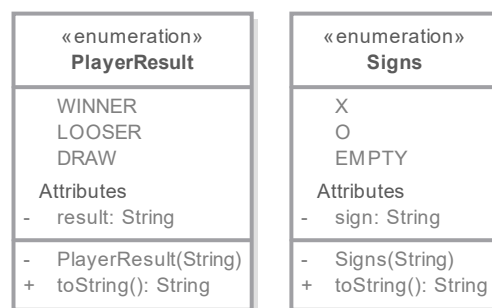 «enumeration»
PlayerResult
WINNER
LOOSER
DRAW
Attributes
- result: String
- PlayerResult(String)
+ toString(): String
«enumeration»
Signs
X
O
EMPTY
Attributes
- sign: String
- Signs(String)
+ toString(): String